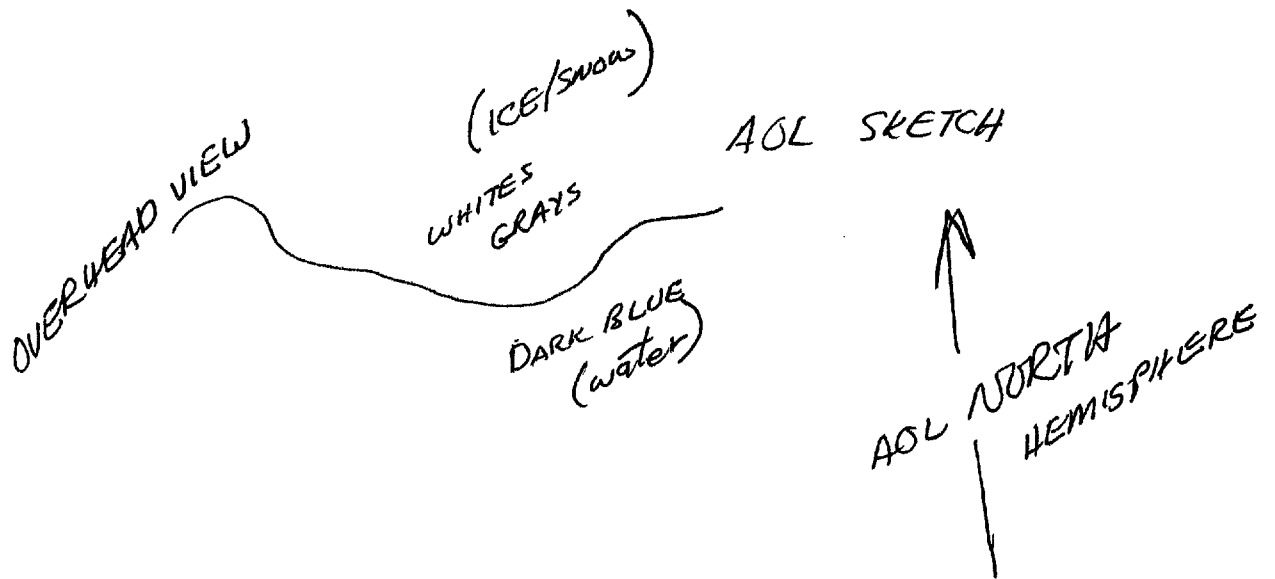 OVERHEAD VIEW
(ICE/SNOW)
WHITES
GRAYS
DARK BLUE
(water)
AOL SKETCH
AOL NORTH
HEMISPHERE